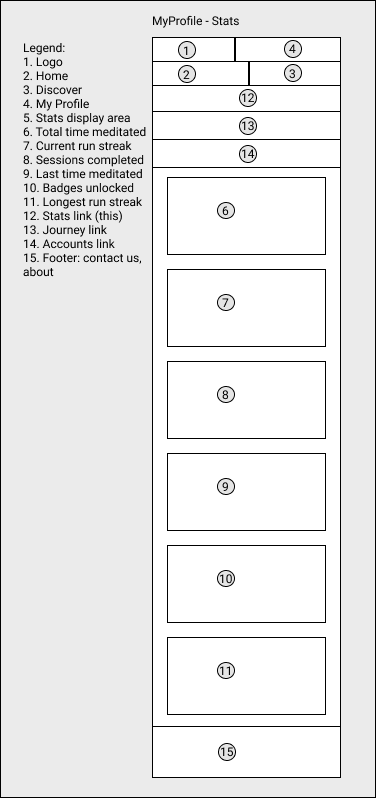 MyProfile - Stats
Legend:
1. Logo
2. Home
3. Discover
4. My Profile
5. Stats display area
6. Total time meditated
7. Current run streak
8. Sessions completed
9. Last time meditated
10. Badges unlocked
11. Longest run streak
12. Stats link (this)
13. Journey link
14. Accounts link
15. Footer: contact us,
about
1 4
2 3
12
13
14
6
7
8
9
10
11
15